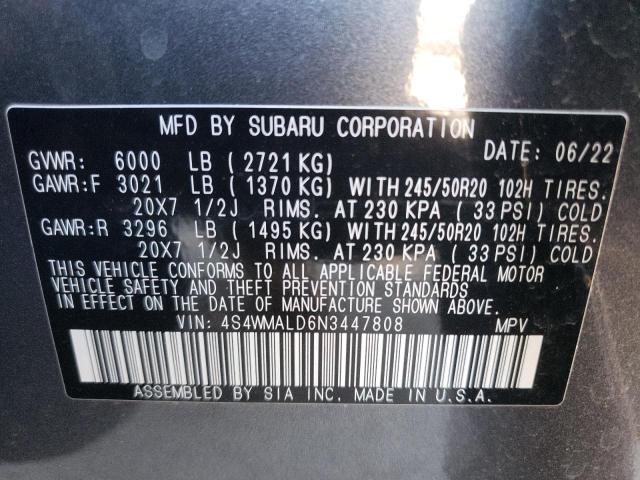 MFD BY SUBARU CORPORATION
GVWR: 6000 LB ( 2721 KG) DATE: 06/22
GAWR:F 3021 LB ( 1370 KG) WITH 245/50R20 102H TIRES.
20X7 1/2J RIMS. AT 230 KPA ( 33 PSI) COLD
GAWR:R 3296 LB ( 1495 KG) WITH 245/50R20 102H TIRES.
20X7 1/2J RIMS. AT 230 KPA ( 33 PSI) COLD
THIS VEHICLE CONFORMS TO ALL APPLICABLE FEDERAL MOTOR
VEHICLE SAFETY AND THEFT PREVENTION STANDARDS
IN EFFECT ON THE DATE OF MANUFACTURE SHOWN ABOVE.
VIN: 4S4WMALD6N3447808 MPV
ASSEMBLED BY SIA INC. MADE IN U.S.A.